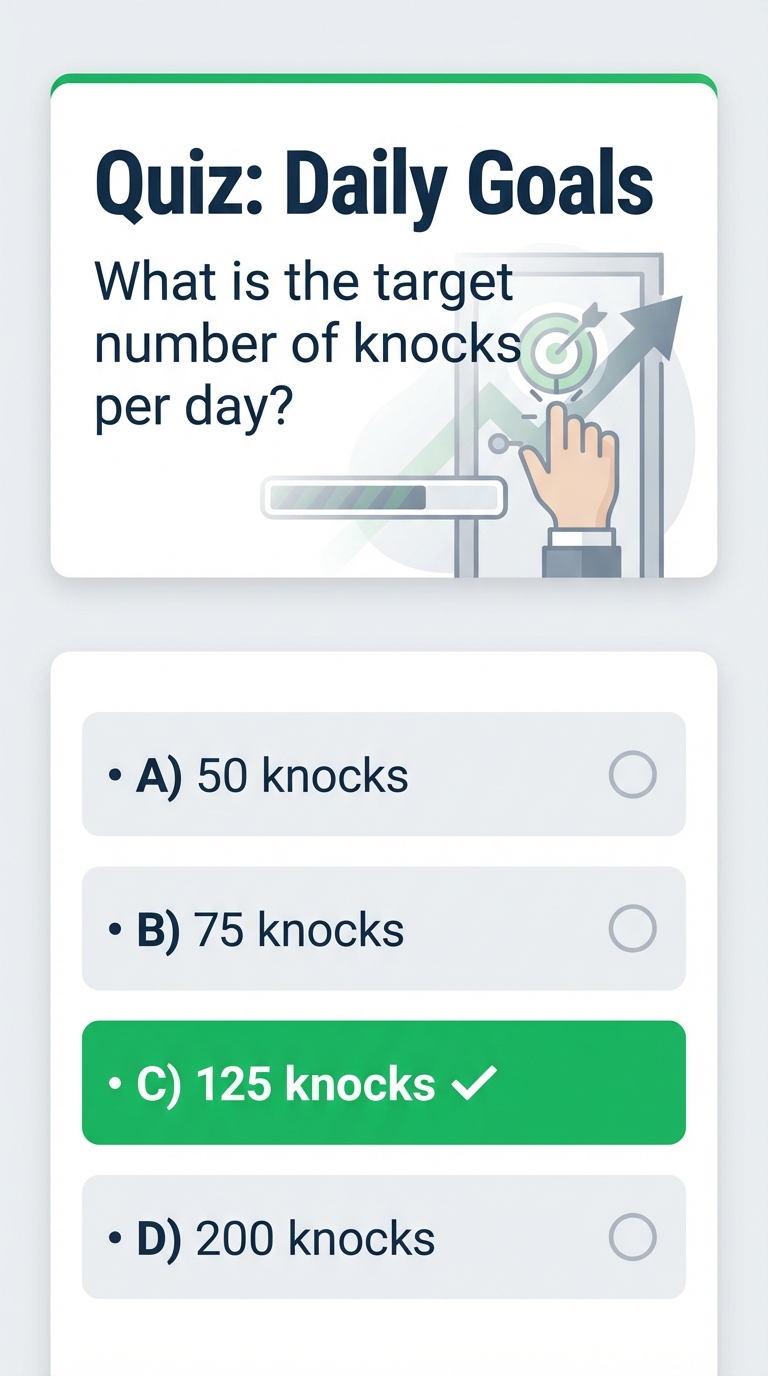 Quiz: Daily Goals
What is the target
number of knocks
per day?
• A) 50 knocks
• B) 75 knocks
• C) 125 knocks ✓
• D) 200 knocks